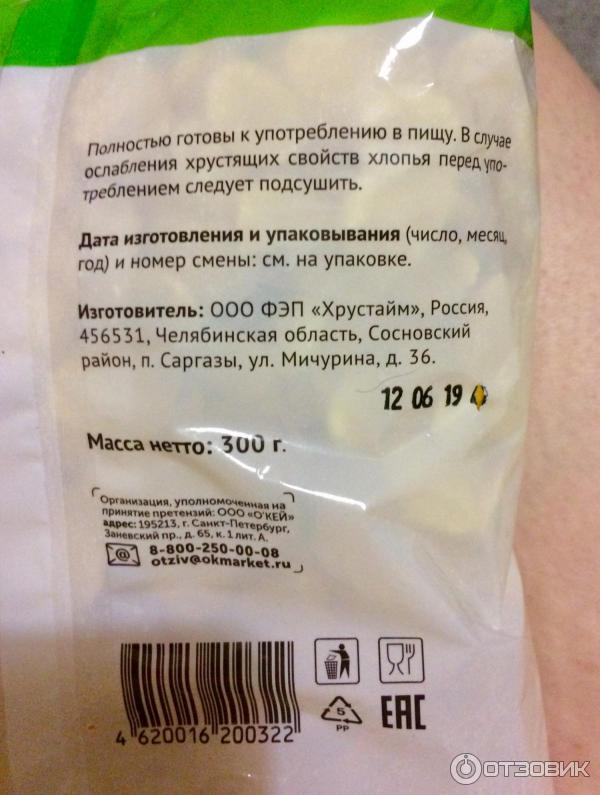 Полностью готовы к употреблению в пищу. В случае
ослабления хрустящих свойств хлопья перед упо-
треблением следует подсушить.
Дата изготовления и упаковывания (число, месяц,
год) и номер смены: см. на упаковке.
Изготовитель: ООО ФЭП «Хрустайм», Россия,
456531, Челябинская область, Сосновский
район, п. Саргазы, ул. Мичурина, д. 36.
12 06 19
Масса нетто: 300 г.
Организация, уполномоченная на
принятие претензий: ООО «О'КЕЙ»
адрес: 195213, г. Санкт-Петербург,
Заневский пр., д. 65, к. 1 лит. А.
8-800-250-00-08
otziv@okmarket.ru
4 620016 200322
5
PP
EAC
ОТЗОВИК